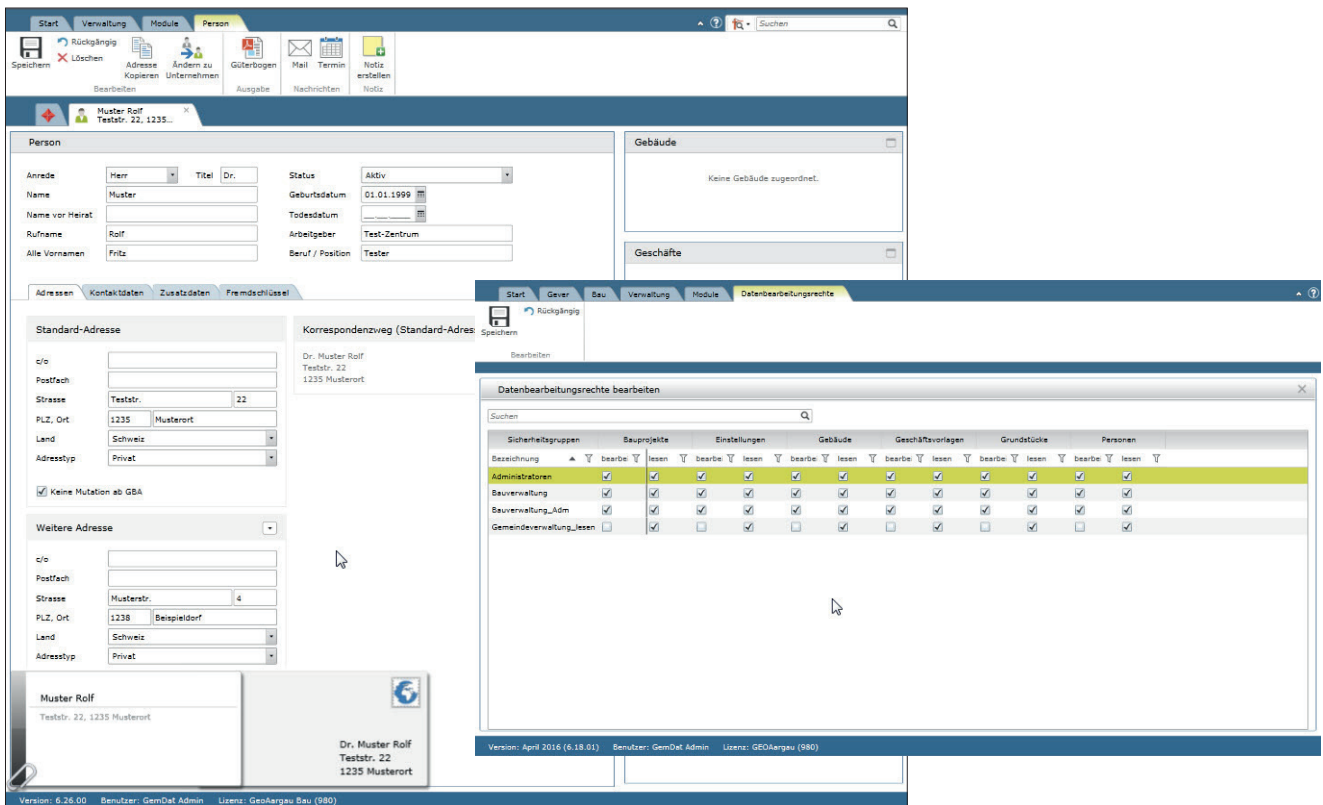 Start Verwaltung Module Person Suchen
Speichern Rückgängig Löschen Adresse Kopieren Ändern zu Unternehmen Güterbogen Mail Termin Notiz erstellen
Bearbeiten Ausgabe Nachrichten Notiz
Muster Rolf
Teststr. 22, 1235...
Person
Anrede Herr Titel Dr. Status Aktiv
Name Muster Geburtsdatum 01.01.1999
Name vor Heirat Todesdatum __.__.____
Rufname Rolf Arbeitgeber Test-Zentrum
Alle Vornamen Fritz Beruf / Position Tester
Gebäude
Keine Gebäude zugeordnet.
Geschäfte
Adressen Kontaktdaten Zusatzdaten Fremdschlüssel
Standard-Adresse
c/o
Postfach
Strasse Teststr. 22
PLZ, Ort 1235 Musterort
Land Schweiz
Adresstyp Privat
Keine Mutation ab GBA
Korrespondenzweg (Standard-Adres
Dr. Muster Rolf
Teststr. 22
1235 Musterort
Weitere Adresse
c/o
Postfach
Strasse Musterstr. 4
PLZ, Ort 1238 Beispieldorf
Land Schweiz
Adresstyp Privat
Muster Rolf
Teststr. 22, 1235 Musterort
Dr. Muster Rolf
Teststr. 22
1235 Musterort
Version: 6.26.00 Benutzer: GemDat Admin Lizenz: GeoAargau Bau (980)
Start Gever Bau Verwaltung Module Datenbearbeitungsrechte
Speichern Rückgängig
Bearbeiten
Datenbearbeitungsrechte bearbeiten
Suchen
Sicherheitsgruppen Bauprojekte Einstellungen Gebäude Geschäftsvorlagen Grundstücke Personen
Bezeichnung bearbei lesen bearbei lesen bearbei lesen bearbei lesen bearbei lesen bearbei lesen
Administratoren
Bauverwaltung
Bauverwaltung_Adm
Gemeindeverwaltung_lesen
Version: April 2016 (6.18.01) Benutzer: GemDat Admin Lizenz: GEOAargau (980)